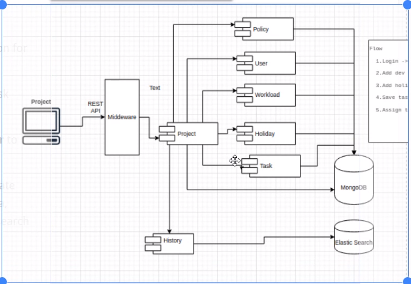 Policy
Flow
User
1.Login
Text
2.Add dev
Workload
3.Add holi
Project
REST
API
Middleware
4.Save tas
5.Assign t
Project
Holiday
Task
MongoDB
History
Elastic Search